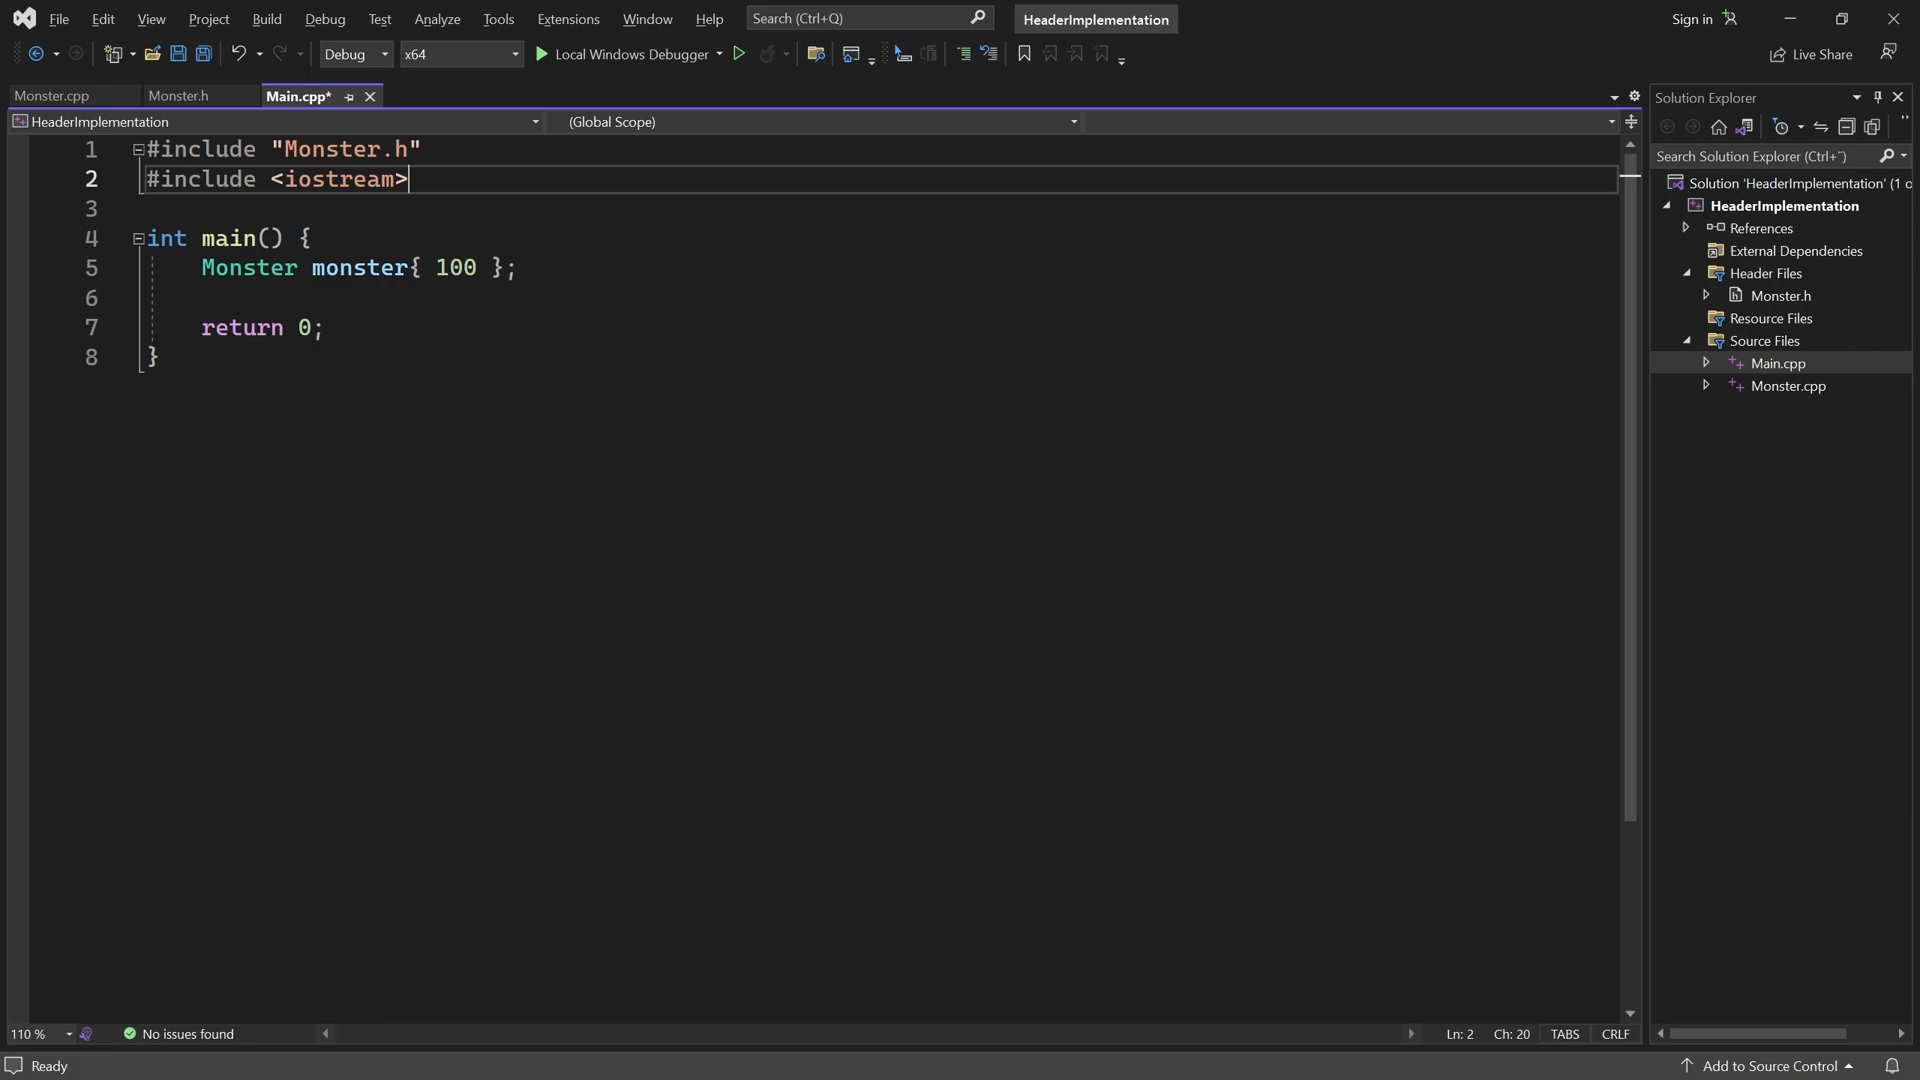 File Edit View Project Build Debug Test Analyze Tools Extensions Window Help Search (Ctrl+Q) HeaderImplementation Sign in
Debug x64 Local Windows Debugger Live Share
Monster.cpp Monster.h Main.cpp*
HeaderImplementation (Global Scope)
1 #include "Monster.h"
2 #include <iostream>
3
4 int main() {
5 Monster monster{ 100 };
6
7 return 0;
8 }
Solution Explorer
Search Solution Explorer (Ctrl+¨)
Solution 'HeaderImplementation' (1 o
HeaderImplementation
References
External Dependencies
Header Files
Monster.h
Resource Files
Source Files
Main.cpp
Monster.cpp
110 % No issues found Ln: 2 Ch: 20 TABS CRLF
Ready Add to Source Control